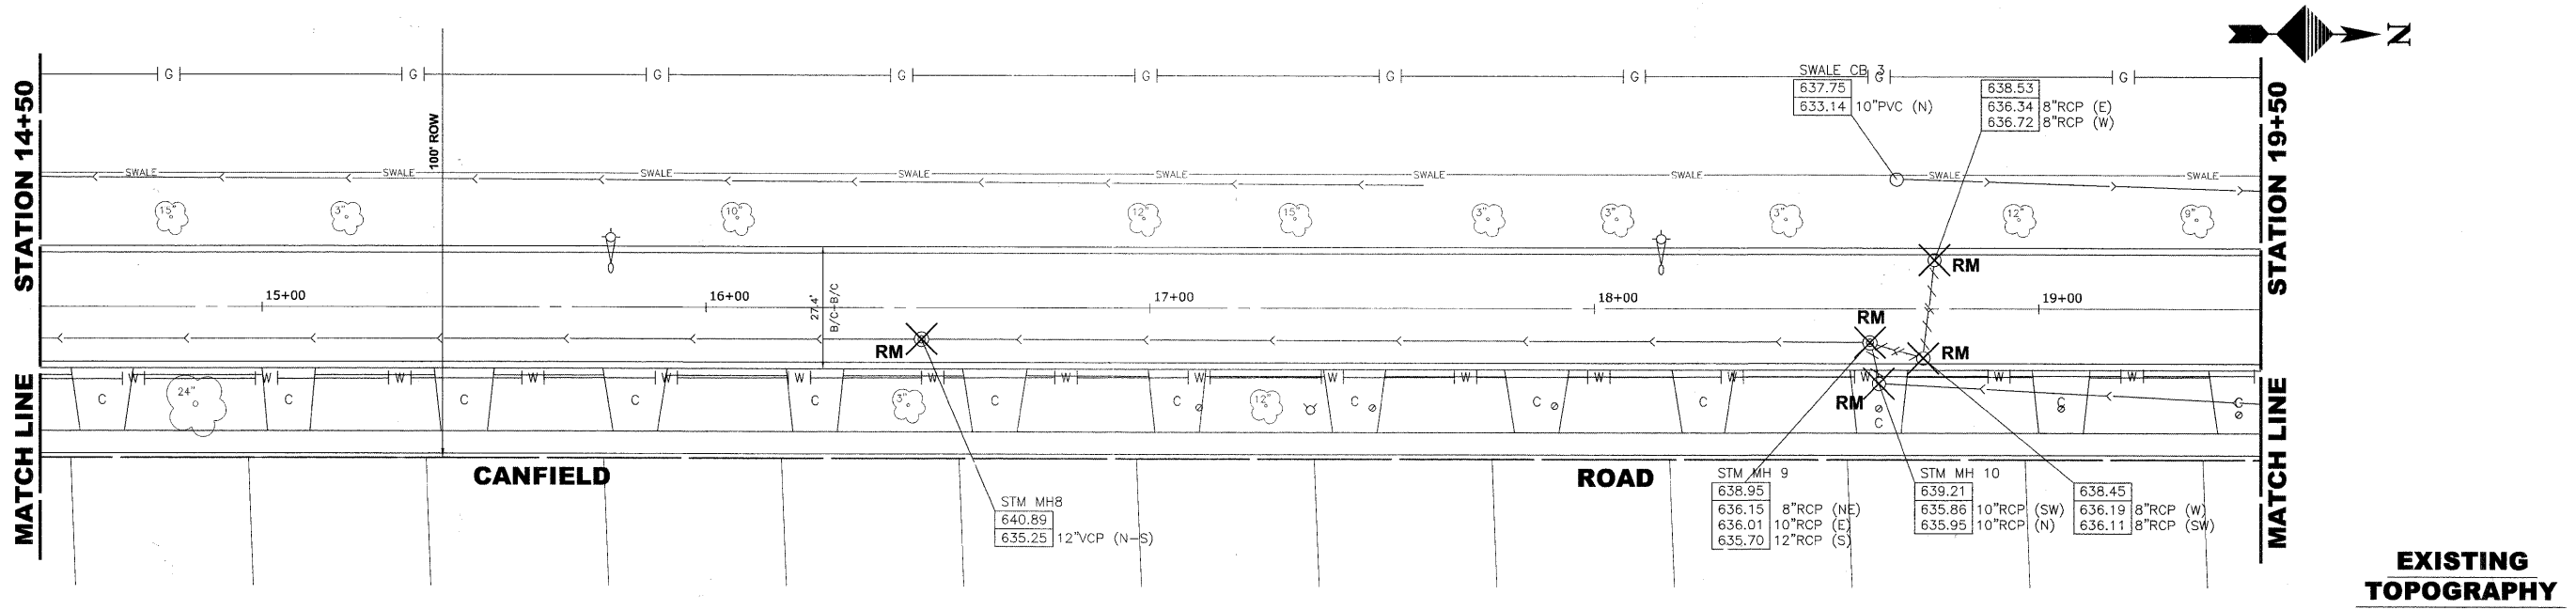 N
STATION 14+50
MATCH LINE
STATION 19+50
MATCH LINE
G G G G G G G G G
100' ROW
SWALE CB 3
637.75
633.14 10"PVC (N)
638.53
636.34 8"RCP (E)
636.72 8"RCP (W)
SWALE SWALE SWALE SWALE SWALE SWALE SWALE SWALE SWALE
15" 3" 10" 12" 15" 3" 3" 3" 12" 9"
RM
15+00 16+00 17+00 18+00 19+00
27.4'
B/C-B/C
RM
RM
RM
RM
W W W W W W W W W W W W W W W W
24" 3" 12"
C C C C C C C C C C C C C
CANFIELD ROAD
STM MH8
640.89
635.25 12"VCP (N-S)
STM MH 9
638.95
636.15 8"RCP (NE)
636.01 10"RCP (E)
635.70 12"RCP (S)
STM MH 10
639.21
635.86 10"RCP (SW)
635.95 10"RCP (N)
638.45
636.19 8"RCP (W)
636.11 8"RCP (SW)
EXISTING
TOPOGRAPHY